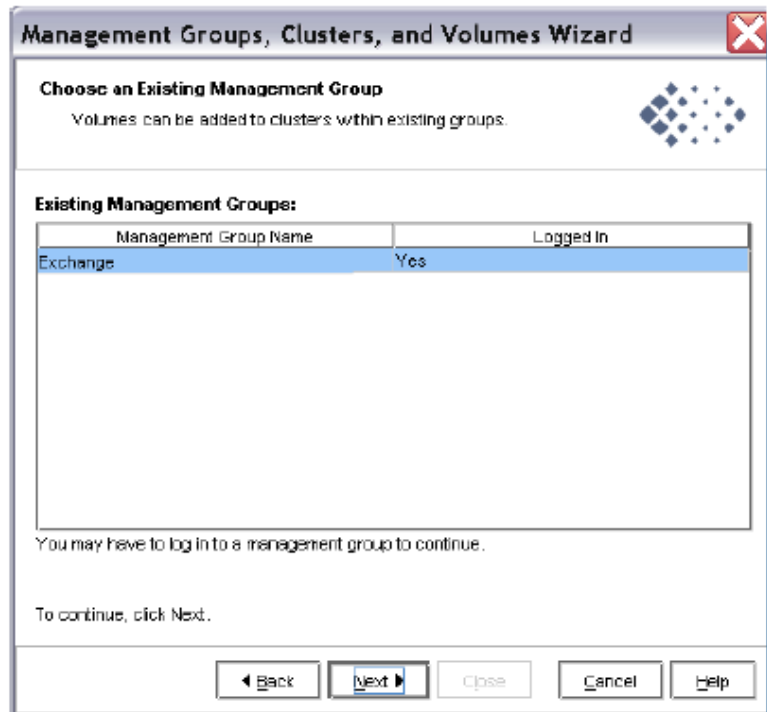 Management Groups, Clusters, and Volumes Wizard
Choose an Existing Management Group
Volumes can be added to clusters within existing groups.
Existing Management Groups:
Management Group Name Logged In
Exchange Yes
You may have to log in to a management group to continue.
To continue, click Next.
Back Next Close Cancel Help